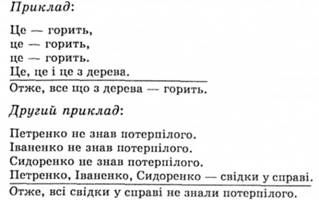 Приклад:
Це — горить,
це — горить,
це — горить.
Це, це і це з дерева.
Отже, все що з дерева — горить.
Другий приклад:
Петренко не знав потерпілого.
Іваненко не знав потерпілого.
Сидоренко не знав потерпілого.
Петренко, Іваненко, Сидоренко — свідки у справі.
Отже, всі свідки у справі не знали потерпілого.